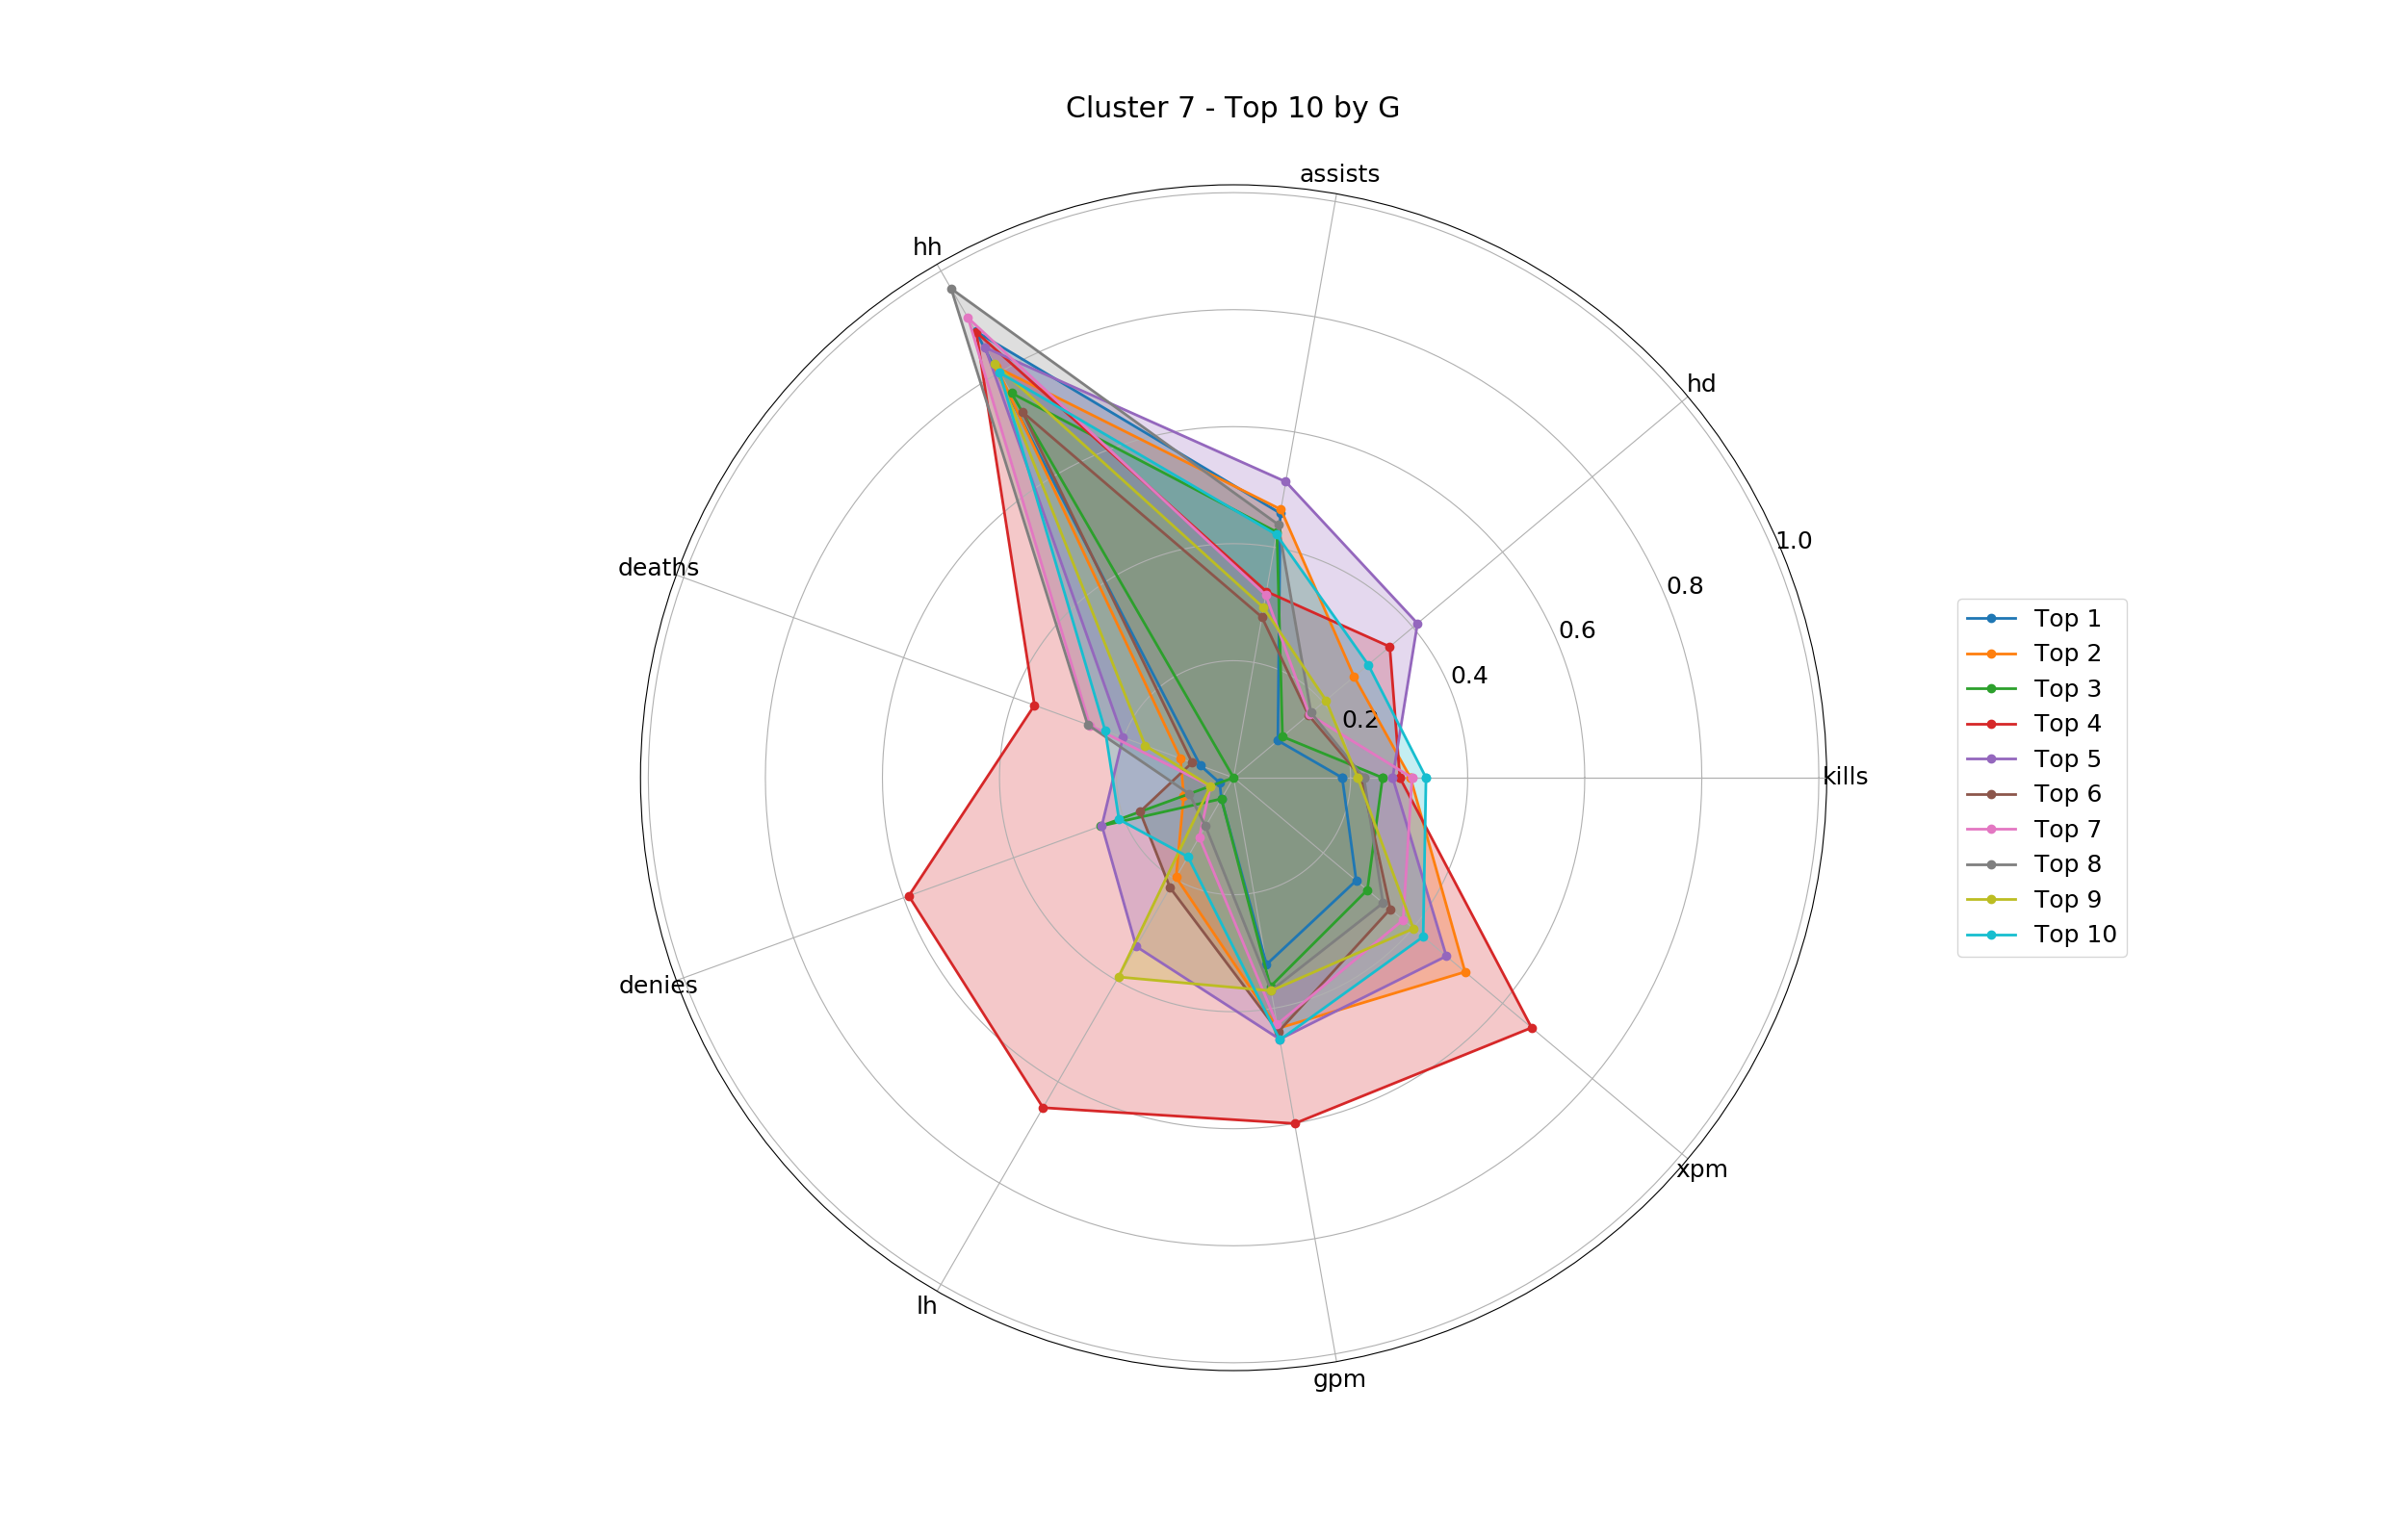 Cluster 7 - Top 10 by G
assists
hh
hd
1.0
deaths
0.8
0.6
0.4
0.2
kills
Top 1
Top 2
Top 3
Top 4
Top 5
Top 6
Top 7
Top 8
Top 9
Top 10
denies
xpm
lh
gpm